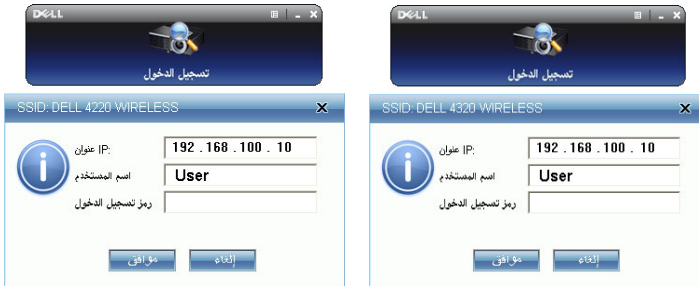 DELL
تسجيل الدخول
SSID: DELL 4220 WIRELESS
عنوان IP: 192 . 168 . 100 . 10
اسم المستخدم User
رمز تسجيل الدخول
موافق إلغاء
DELL
تسجيل الدخول
SSID: DELL 4320 WIRELESS
عنوان IP: 192 . 168 . 100 . 10
اسم المستخدم User
رمز تسجيل الدخول
موافق إلغاء